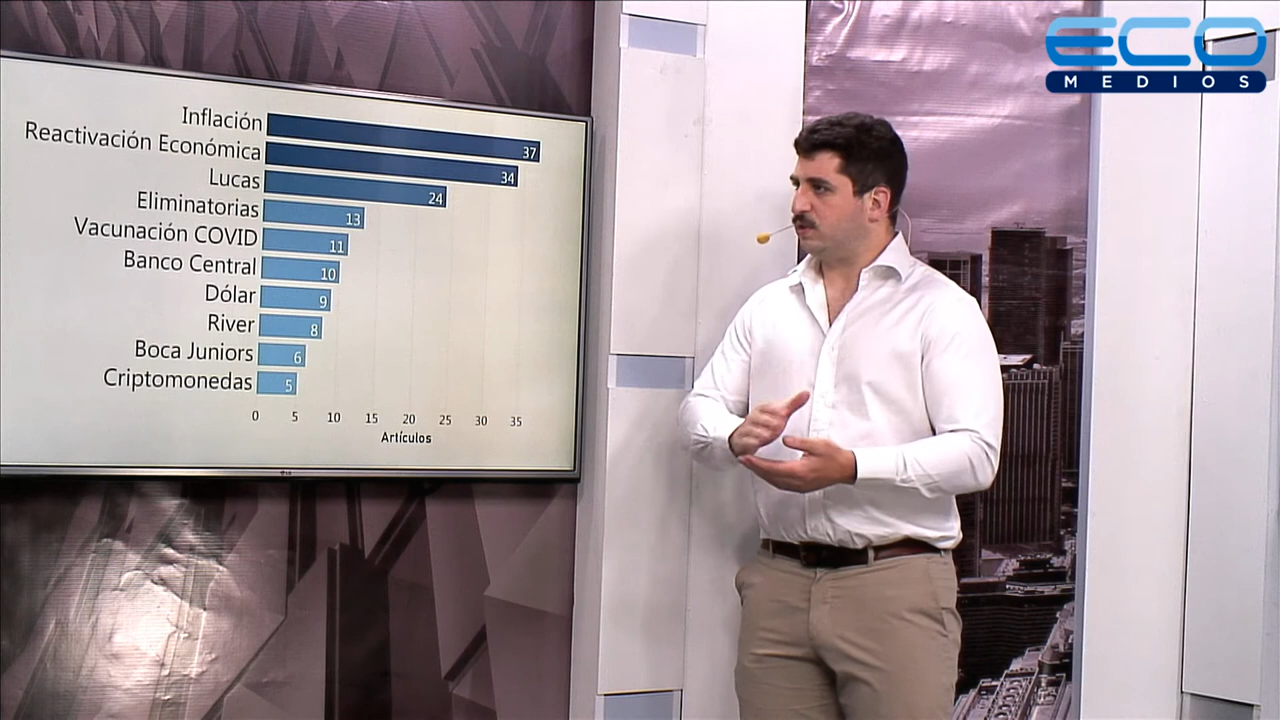 ECO
MEDIOS
Inflación 37
Reactivación Económica 34
Lucas 24
Eliminatorias 13
Vacunación COVID 11
Banco Central 10
Dólar 9
River 8
Boca Juniors 6
Criptomonedas 5
0 5 10 15 20 25 30 35
Artículos
LG